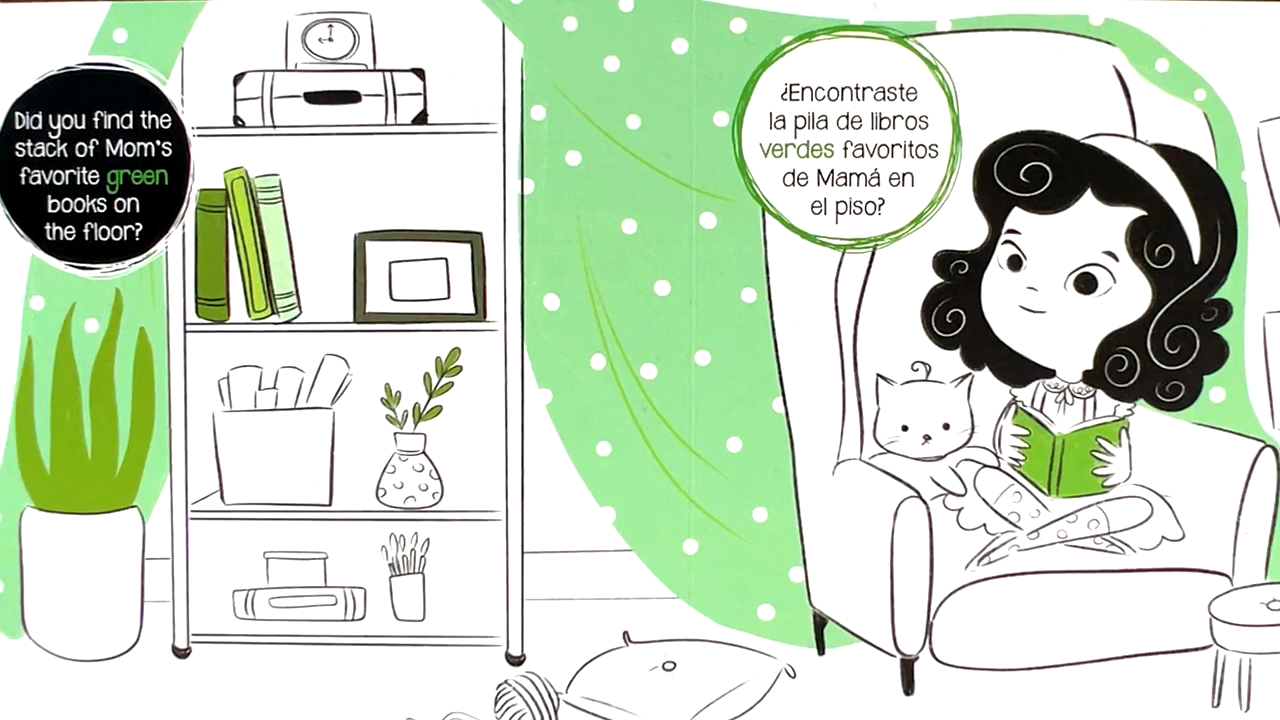 Did you find the
stack of Mom's
favorite green
books on
the floor?
¿Encontraste
la pila de libros
verdes favoritos
de Mamá en
el piso?